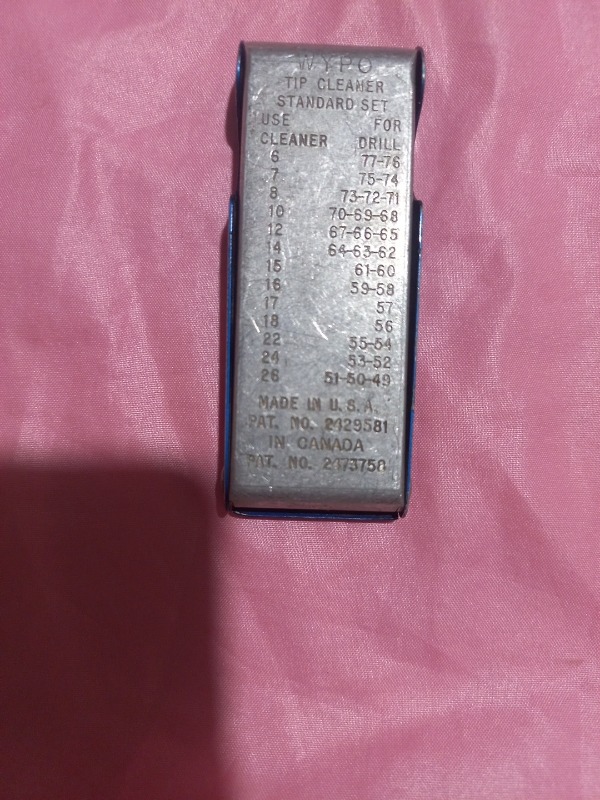 WYPO
TIP CLEANER
STANDARD SET
USE FOR
CLEANER DRILL
6 77-76
7 75-74
8 73-72-71
10 70-69-68
12 67-66-65
14 64-63-62
15 61-60
16 59-58
17 57
18 56
22 55-54
24 53-52
26 51-50-49
MADE IN U.S.A.
PAT. NO. 2429581
IN CANADA
PAT. NO.